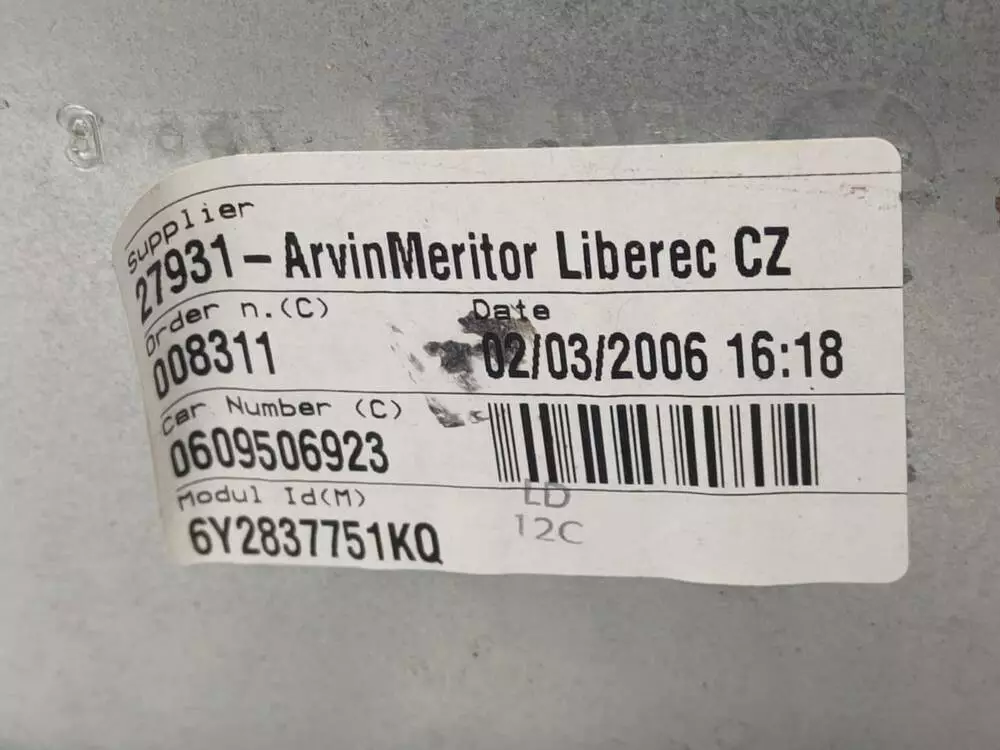 Supplier
27931-ArvinMeritor Liberec CZ
Order n.(C)
Date
008311
02/03/2006 16:18
Car Number (C)
0609506923
Modul Id(M)
LD
12C
6Y2837751KQ